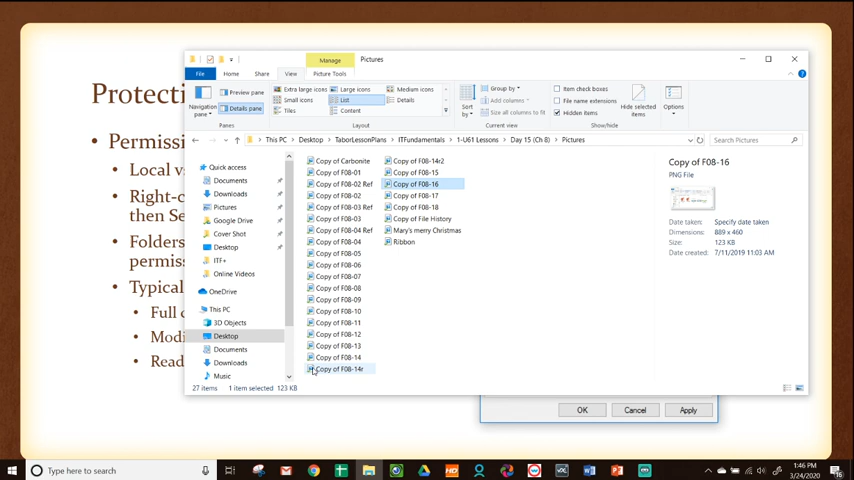 Manage
Pictures
File
Home
Share
View
Picture Tools
Navigation pane
Preview pane
Details pane
Panes
Extra large icons
Large icons
Medium icons
Small icons
List
Details
Tiles
Content
Layout
Sort by
Group by
Add columns
Size all columns to fit
Current view
Item check boxes
File name extensions
Hidden items
Hide selected items
Show/hide
Options
This PC > Desktop > TaborLessonPlans > ITFundamentals > 1-U61 Lessons > Day 15 (Ch 8) > Pictures
Search Pictures
Quick access
Documents
Downloads
Pictures
Google Drive
Cover Shot
Desktop
ITF+
Online Videos
OneDrive
This PC
3D Objects
Desktop
Documents
Downloads
Music
Copy of Carbonite
Copy of F08-01
Copy of F08-02 Ref
Copy of F08-02
Copy of F08-03 Ref
Copy of F08-03
Copy of F08-04 Ref
Copy of F08-04
Copy of F08-05
Copy of F08-06
Copy of F08-07
Copy of F08-08
Copy of F08-09
Copy of F08-10
Copy of F08-11
Copy of F08-12
Copy of F08-13
Copy of F08-14
Copy of F08-14r
Copy of F08-14r2
Copy of F08-15
Copy of F08-16
Copy of F08-17
Copy of F08-18
Copy of File History
Mary's merry Christmas
Ribbon
Copy of F08-16
PNG File
Date taken: Specify date taken
Dimensions: 889 x 460
Size: 123 KB
Date created: 7/11/2019 11:03 AM
27 items 1 item selected 123 KB
Protecti
• Permiss
• Local v
• Right-c
then Se
• Folders
permis
• Typical
• Full c
• Modi
• Read
OK Cancel Apply
Type here to search
1:46 PM
3/24/2020
16